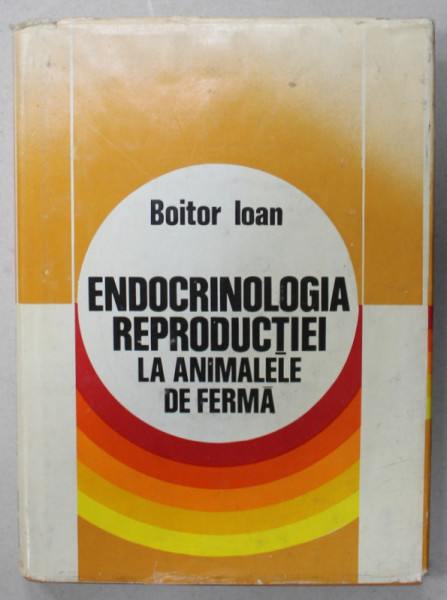 Boitor Ioan
ENDOCRINOLOGIA
REPRODUCȚIEI
LA ANiMALELE
DE FERMĂ